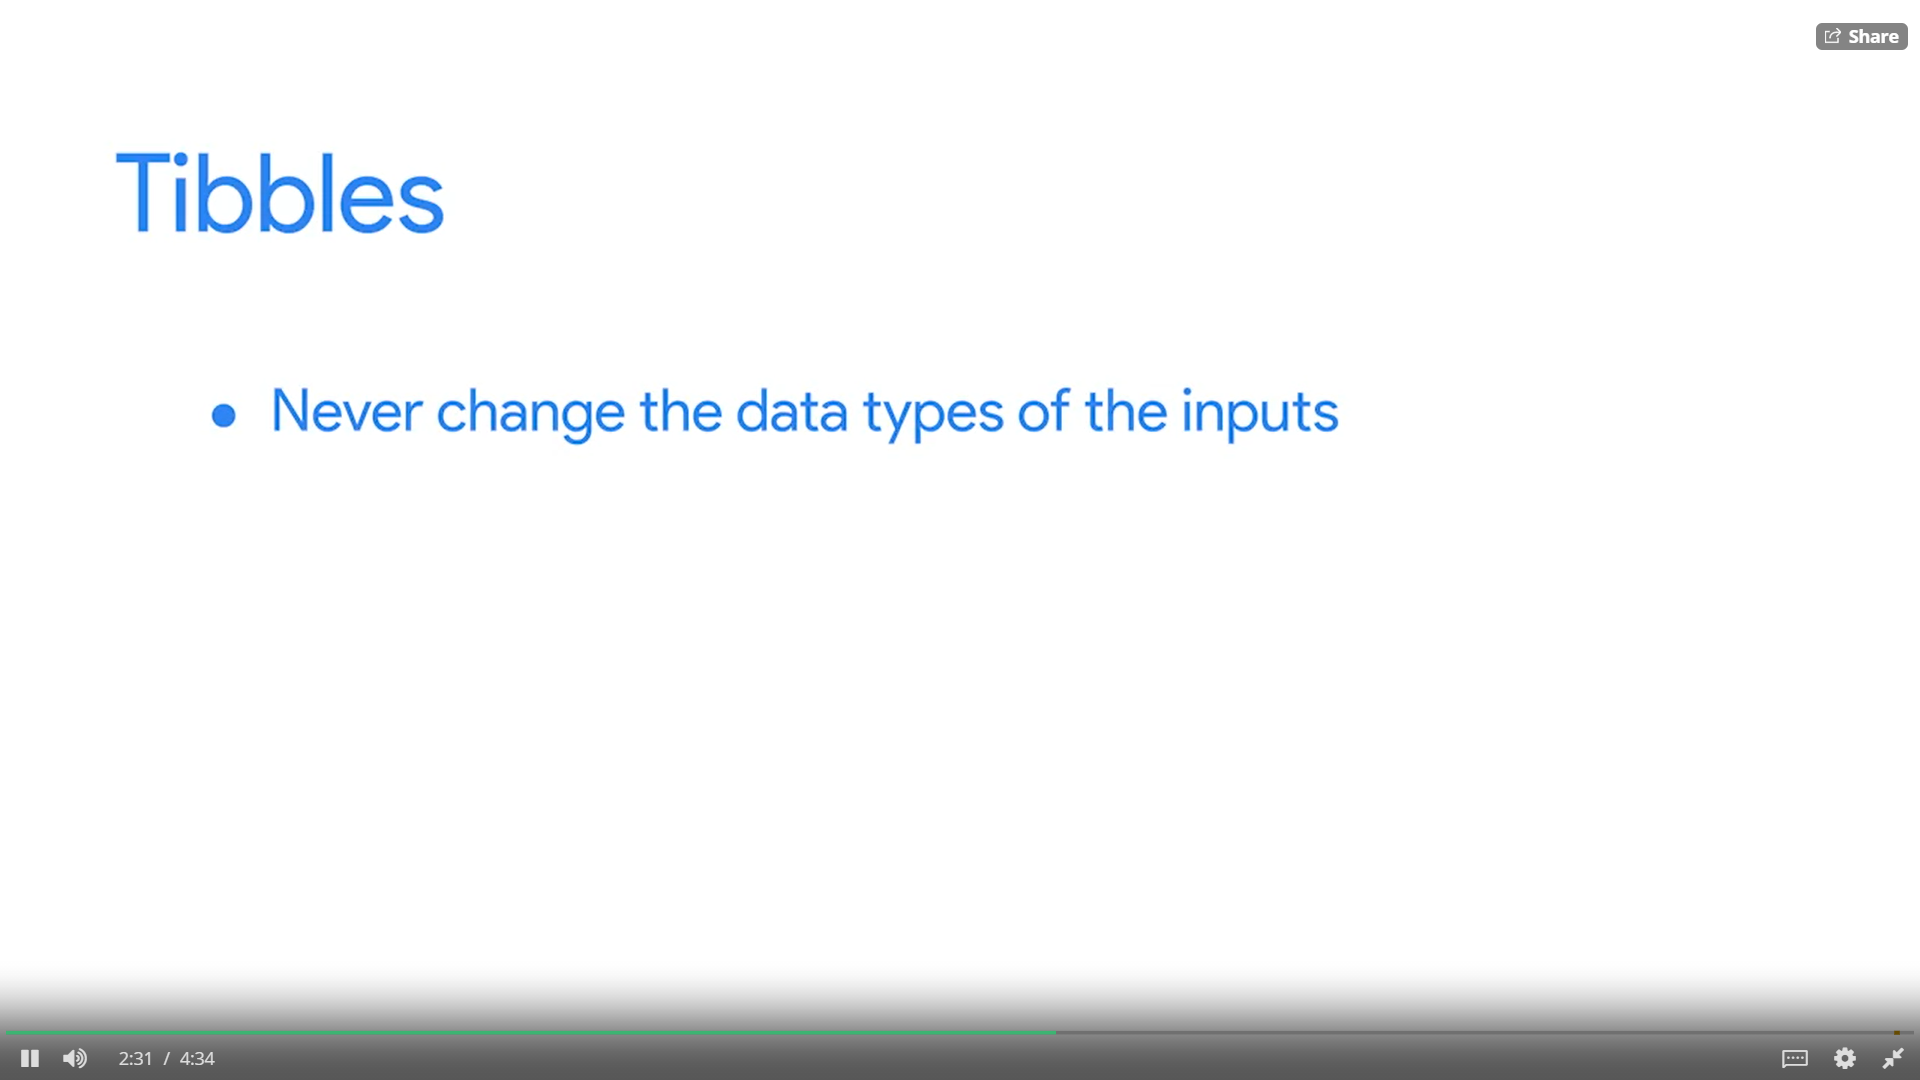 Share
Tibbles
● Never change the data types of the inputs
2:31 / 4:34